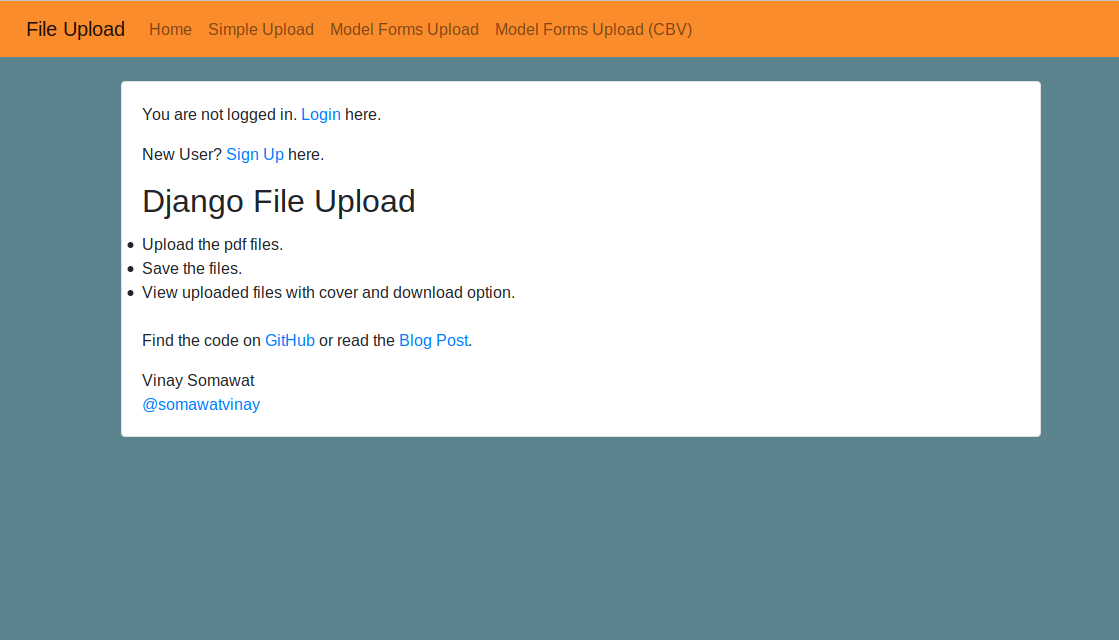 File Upload Home Simple Upload Model Forms Upload Model Forms Upload (CBV)
You are not logged in. Login here.
New User? Sign Up here.
Django File Upload
Upload the pdf files.
Save the files.
View uploaded files with cover and download option.
Find the code on GitHub or read the Blog Post.
Vinay Somawat
@somawatvinay